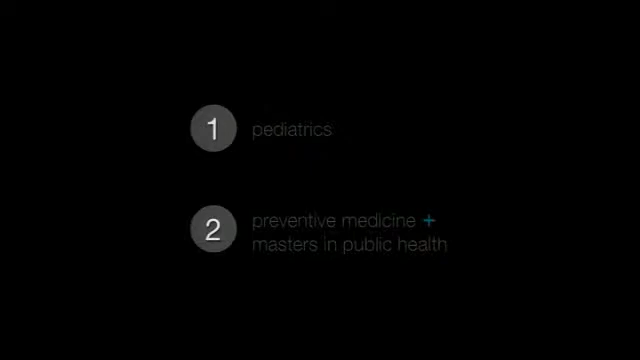 1 pediatrics
2 preventive medicine +
masters in public health